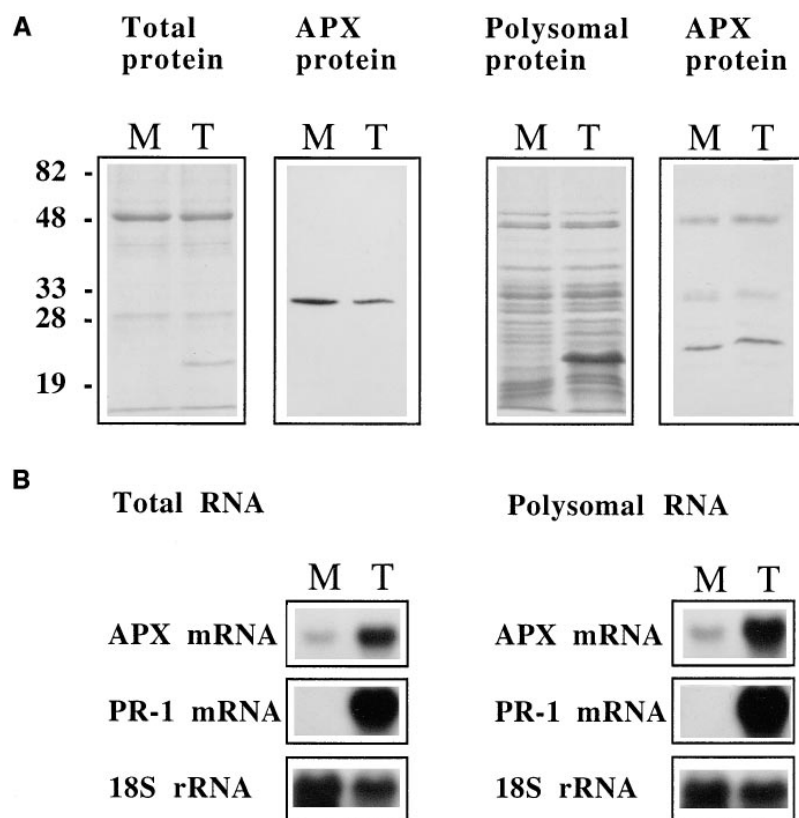 A
Total protein
APX protein
Polysomal protein
APX protein
M T
M T
M T
M T
82 -
48 -
33 -
28 -
19 -
B
Total RNA
Polysomal RNA
M T
M T
APX mRNA
APX mRNA
PR-1 mRNA
PR-1 mRNA
18S rRNA
18S rRNA